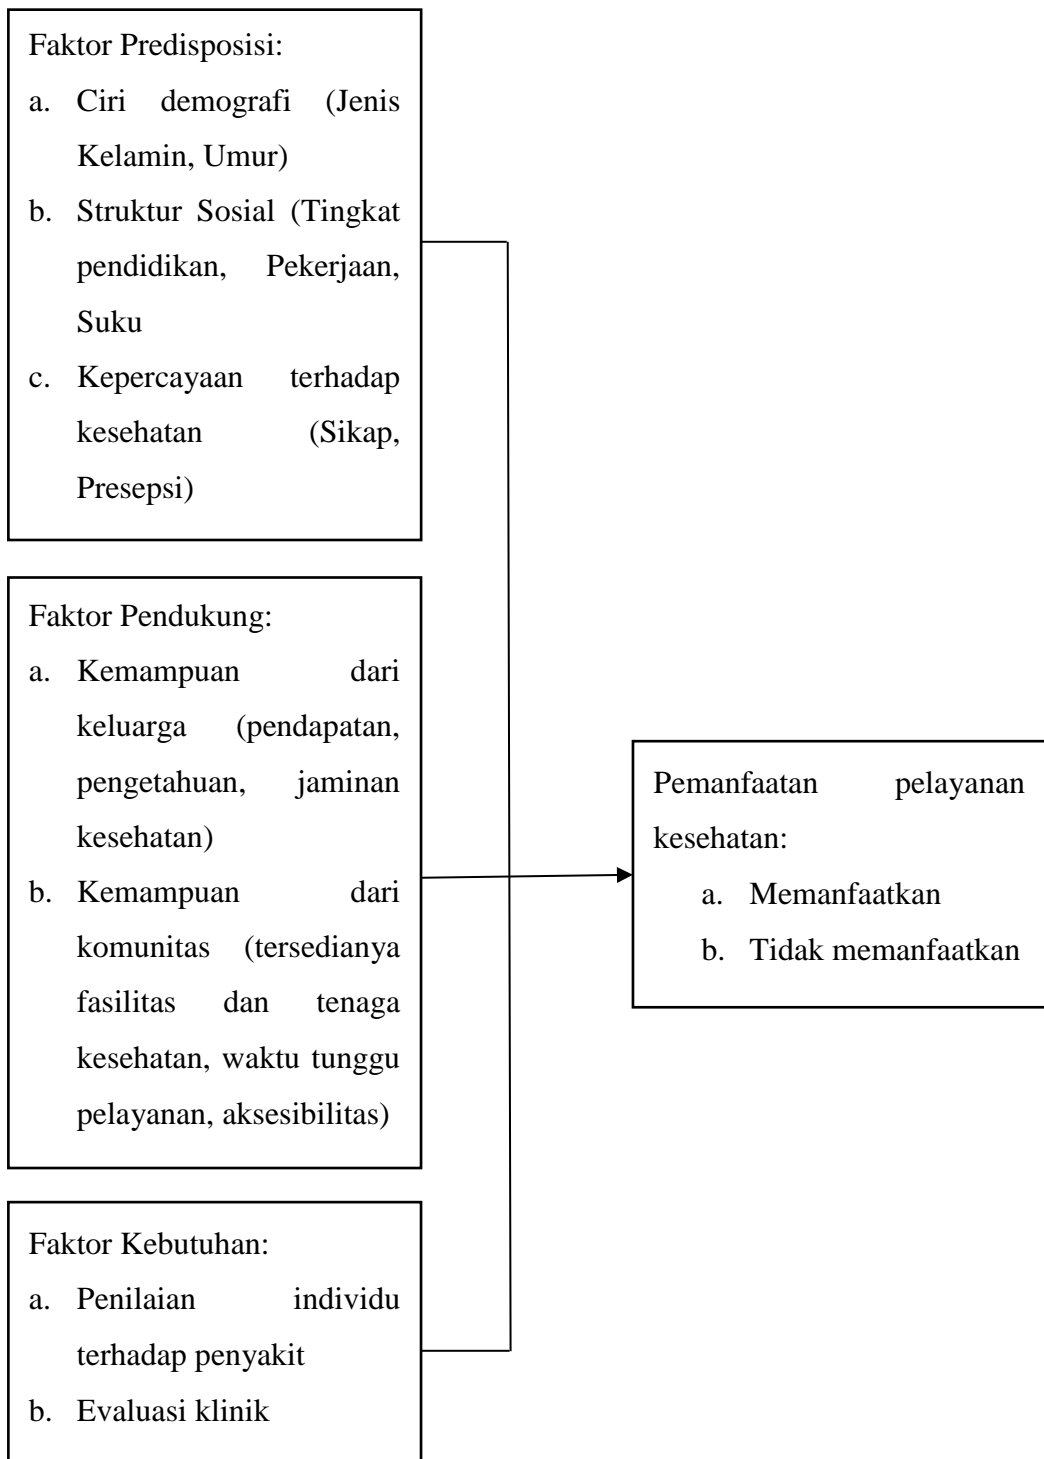 Faktor Predisposisi:
a. Ciri demografi (Jenis
Kelamin, Umur)
b. Struktur Sosial (Tingkat
pendidikan, Pekerjaan,
Suku
c. Kepercayaan terhadap
kesehatan (Sikap,
Presepsi)
Faktor Pendukung:
a. Kemampuan dari
keluarga (pendapatan,
pengetahuan, jaminan
kesehatan)
b. Kemampuan dari
komunitas (tersedianya
fasilitas dan tenaga
kesehatan, waktu tunggu
pelayanan, aksesibilitas)
Faktor Kebutuhan:
a. Penilaian individu
terhadap penyakit
b. Evaluasi klinik
Pemanfaatan pelayanan
kesehatan:
a. Memanfaatkan
b. Tidak memanfaatkan